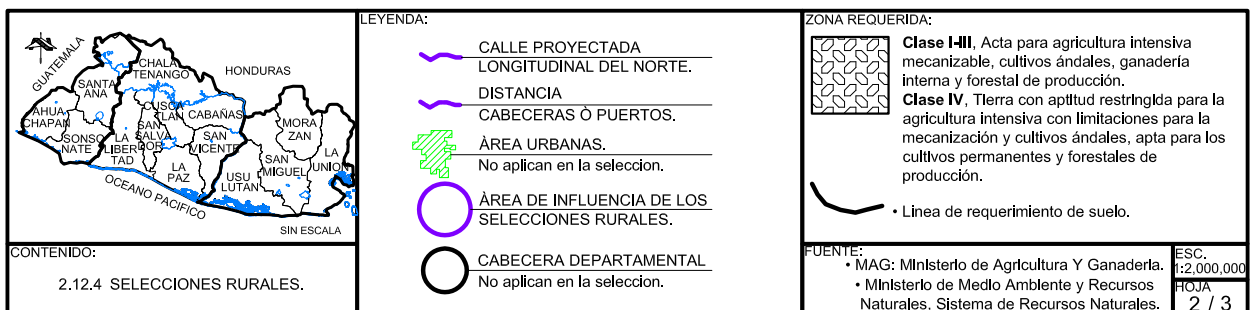 GUATEMALA
CHALA
TENANGO
HONDURAS
SANTA
ANA
CUSCA
TLAN
CABAÑAS
AHUA
CHAPAN
SAN
SALVA
DOR
MORA
ZAN
SONSO
NATE
LA
LIBER
TAD
SAN
VICENTE
LA
PAZ
SAN
MIGUEL
LA
UNION
USU
LUTAN
OCEANO PACIFICO
SIN ESCALA
CONTENIDO:
2.12.4 SELECCIONES RURALES.
LEYENDA:
CALLE PROYECTADA
LONGITUDINAL DEL NORTE.
DISTANCIA
CABECERAS Ò PUERTOS.
ÀREA URBANAS.
No aplican en la seleccion.
ÀREA DE INFLUENCIA DE LOS
SELECCIONES RURALES.
CABECERA DEPARTAMENTAL
No aplican en la seleccion.
ZONA REQUERIDA:
Clase I-III, Acta para agricultura intensiva
mecanizable, cultivos ándales, ganadería
interna y forestal de producción.
Clase IV, Tierra con aptitud restringida para la
agricultura intensiva con limitaciones para la
mecanización y cultivos ándales, apta para los
cultivos permanentes y forestales de
producción.
• Linea de requerimiento de suelo.
FUENTE:
• MAG: Ministerio de Agricultura Y Ganaderia.
• Ministerio de Medio Ambiente y Recursos
Naturales, Sistema de Recursos Naturales.
ESC.
1:2,000,000
HOJA
2 / 3